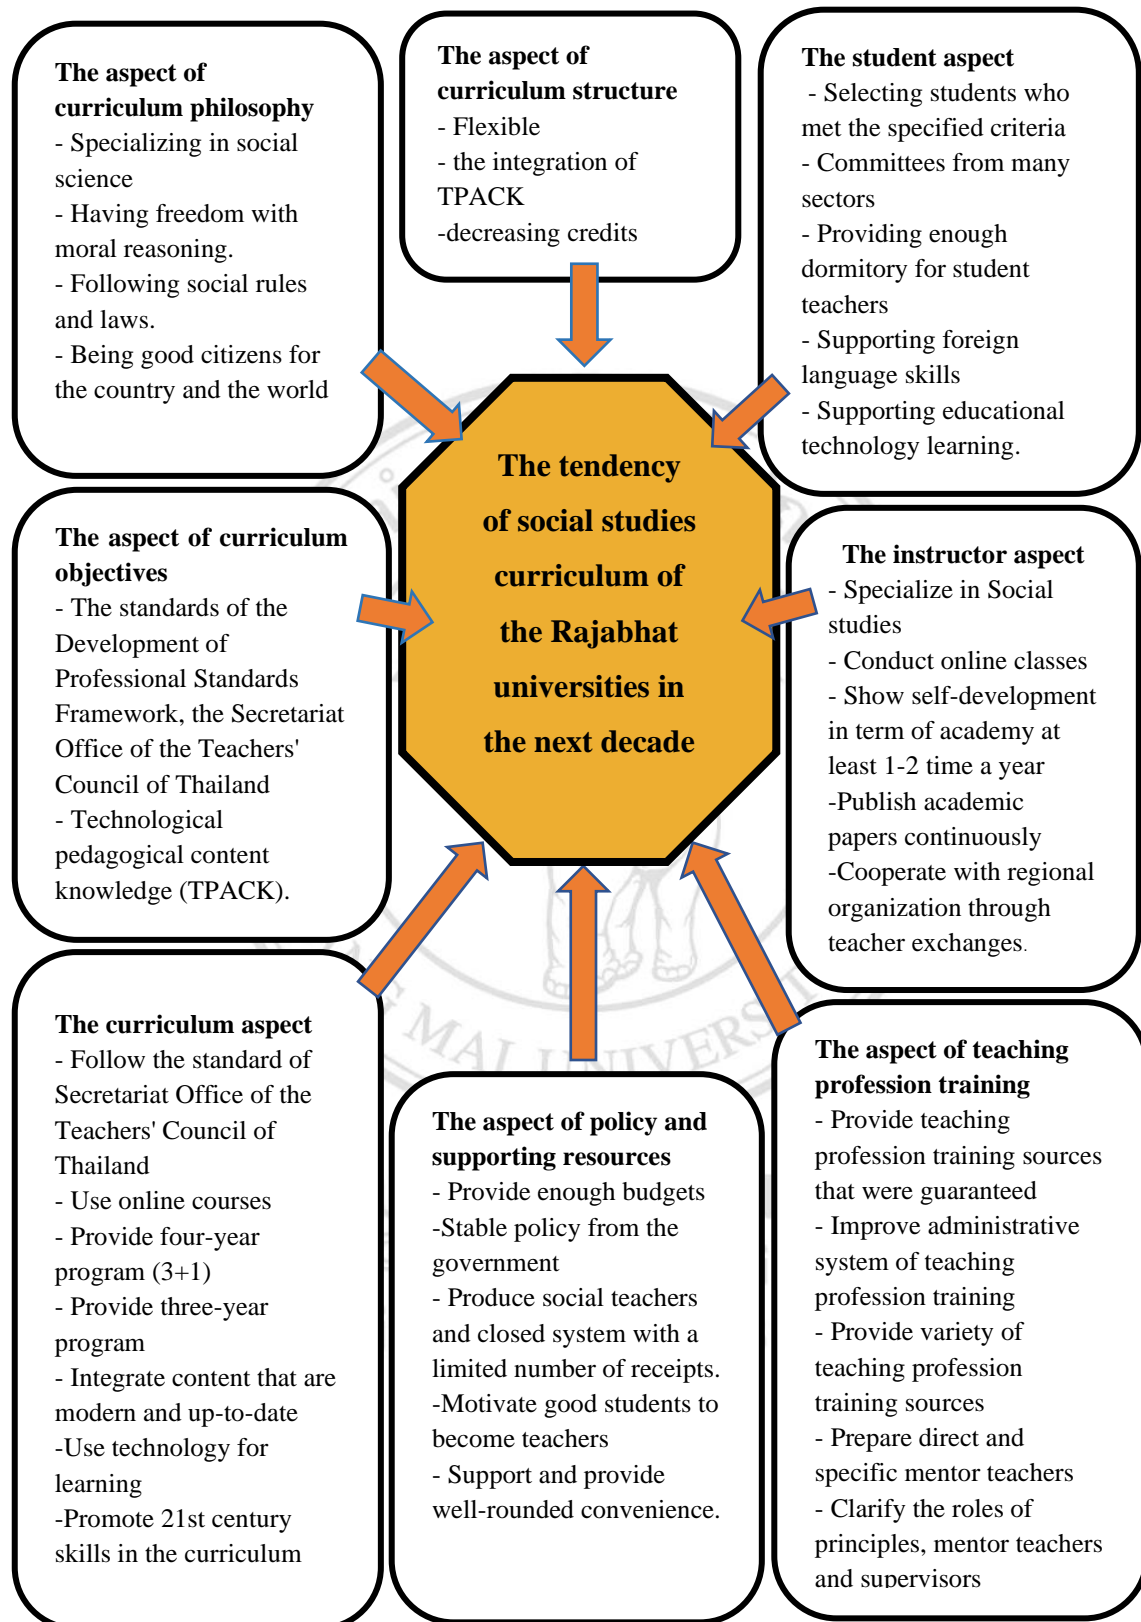 The aspect of
curriculum philosophy
- Specializing in social
science
- Having freedom with
moral reasoning.
- Following social rules
and laws.
- Being good citizens for
the country and the world
The aspect of
curriculum structure
- Flexible
- the integration of
TPACK
-decreasing credits
The student aspect
- Selecting students who
met the specified criteria
- Committees from many
sectors
- Providing enough
dormitory for student
teachers
- Supporting foreign
language skills
- Supporting educational
technology learning.
The aspect of curriculum
objectives
- The standards of the
Development of
Professional Standards
Framework, the Secretariat
Office of the Teachers'
Council of Thailand
- Technological
pedagogical content
knowledge (TPACK).
The tendency
of social studies
curriculum of
the Rajabhat
universities in
the next decade
The instructor aspect
- Specialize in Social
studies
- Conduct online classes
- Show self-development
in term of academy at
least 1-2 time a year
-Publish academic
papers continuously
-Cooperate with regional
organization through
teacher exchanges.
The curriculum aspect
- Follow the standard of
Secretariat Office of the
Teachers' Council of
Thailand
- Use online courses
- Provide four-year
program (3+1)
- Provide three-year
program
- Integrate content that are
modern and up-to-date
-Use technology for
learning
-Promote 21st century
skills in the curriculum
The aspect of policy and
supporting resources
- Provide enough budgets
-Stable policy from the
government
- Produce social teachers
and closed system with a
limited number of receipts.
-Motivate good students to
become teachers
- Support and provide
well-rounded convenience.
The aspect of teaching
profession training
- Provide teaching
profession training sources
that were guaranteed
- Improve administrative
system of teaching
profession training
- Provide variety of
teaching profession
training sources
- Prepare direct and
specific mentor teachers
- Clarify the roles of
principles, mentor teachers
and supervisors
MAI UNIVERS